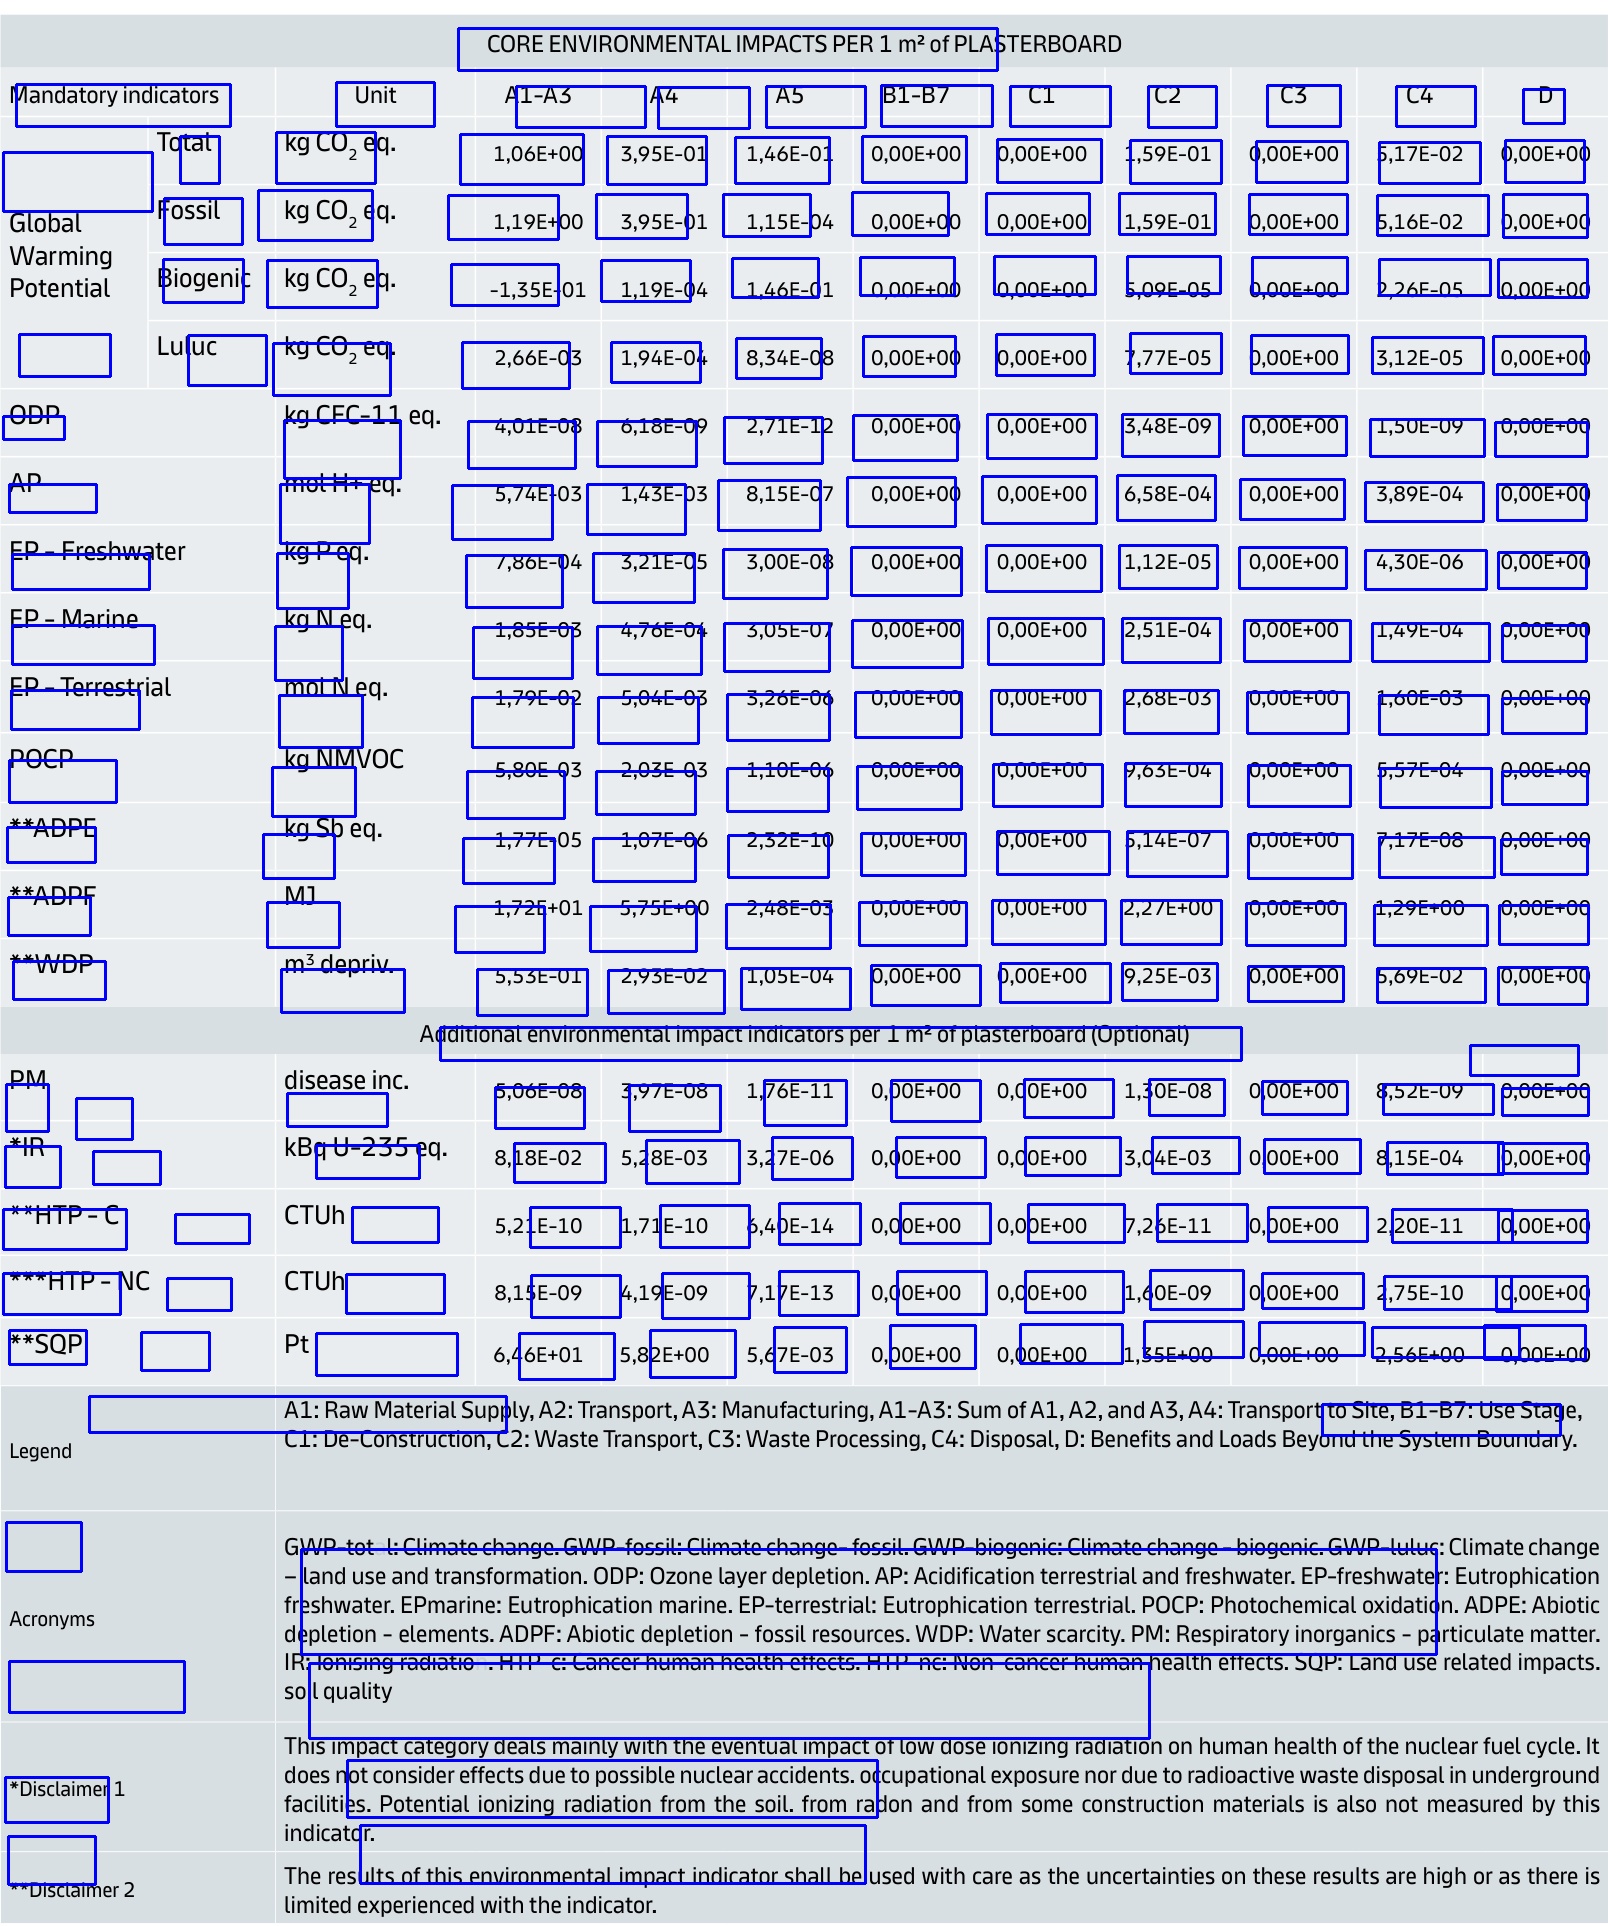 CORE ENVIRONMENTAL IMPACTS PER 1 m² of PLASTERBOARD
Mandatory indicators Unit A1-A3 A4 A5 B1-B7 C1 C2 C3 C4 D
Global Warming Potential
Total kg CO2 eq. 1,06E+00 3,95E-01 1,46E-01 0,00E+00 0,00E+00 1,59E-01 0,00E+00 5,17E-02 0,00E+00
Fossil kg CO2 eq. 1,19E+00 3,95E-01 1,15E-04 0,00E+00 0,00E+00 1,59E-01 0,00E+00 5,16E-02 0,00E+00
Biogenic kg CO2 eq. -1,35E-01 1,19E-04 1,46E-01 0,00E+00 0,00E+00 5,09E-05 0,00E+00 2,26E-05 0,00E+00
Luluc kg CO2 eq. 2,66E-03 1,94E-04 8,34E-08 0,00E+00 0,00E+00 7,77E-05 0,00E+00 3,12E-05 0,00E+00
ODP kg CFC-11 eq. 4,01E-08 6,18E-09 2,71E-12 0,00E+00 0,00E+00 3,48E-09 0,00E+00 1,50E-09 0,00E+00
AP mol H+ eq. 5,74E-03 1,43E-03 8,15E-07 0,00E+00 0,00E+00 6,58E-04 0,00E+00 3,89E-04 0,00E+00
EP - Freshwater kg P eq. 7,86E-04 3,21E-05 3,00E-08 0,00E+00 0,00E+00 1,12E-05 0,00E+00 4,30E-06 0,00E+00
EP - Marine kg N eq. 1,85E-03 4,76E-04 3,05E-07 0,00E+00 0,00E+00 2,51E-04 0,00E+00 1,49E-04 0,00E+00
EP - Terrestrial mol N eq. 1,79E-02 5,04E-03 3,26E-06 0,00E+00 0,00E+00 2,68E-03 0,00E+00 1,60E-03 0,00E+00
POCP kg NMVOC 5,80E-03 2,03E-03 1,10E-06 0,00E+00 0,00E+00 9,63E-04 0,00E+00 5,57E-04 0,00E+00
**ADPE kg Sb eq. 1,77E-05 1,07E-06 2,32E-10 0,00E+00 0,00E+00 5,14E-07 0,00E+00 7,17E-08 0,00E+00
**ADPF MJ 1,72E+01 5,75E+00 2,48E-03 0,00E+00 0,00E+00 2,27E+00 0,00E+00 1,29E+00 0,00E+00
**WDP m³ depriv. 5,53E-01 2,93E-02 1,05E-04 0,00E+00 0,00E+00 9,25E-03 0,00E+00 5,69E-02 0,00E+00
Additional environmental impact indicators per 1 m² of plasterboard (Optional)
PM disease inc. 5,06E-08 3,97E-08 1,76E-11 0,00E+00 0,00E+00 1,30E-08 0,00E+00 8,52E-09 0,00E+00
*IR kBq U-235 eq. 8,18E-02 5,28E-03 3,27E-06 0,00E+00 0,00E+00 3,04E-03 0,00E+00 8,15E-04 0,00E+00
**HTP - C CTUh 5,21E-10 1,71E-10 6,40E-14 0,00E+00 0,00E+00 7,26E-11 0,00E+00 2,20E-11 0,00E+00
***HTP - NC CTUh 8,15E-09 4,19E-09 7,17E-13 0,00E+00 0,00E+00 1,60E-09 0,00E+00 2,75E-10 0,00E+00
**SQP Pt 6,46E+01 5,82E+00 5,67E-03 0,00E+00 0,00E+00 1,35E+00 0,00E+00 2,56E+00 0,00E+00
Legend
A1: Raw Material Supply, A2: Transport, A3: Manufacturing, A1-A3: Sum of A1, A2, and A3, A4: Transport to Site, B1-B7: Use Stage,
C1: De-Construction, C2: Waste Transport, C3: Waste Processing, C4: Disposal, D: Benefits and Loads Beyond the System Boundary.
Acronyms
GWP-tot l: Climate change. GWP-fossil: Climate change- fossil. GWP-biogenic: Climate change - biogenic. GWP-luluc: Climate change
- land use and transformation. ODP: Ozone layer depletion. AP: Acidification terrestrial and freshwater. EP-freshwater: Eutrophication
freshwater. EPmarine: Eutrophication marine. EP-terrestrial: Eutrophication terrestrial. POCP: Photochemical oxidation. ADPE: Abiotic
depletion - elements. ADPF: Abiotic depletion - fossil resources. WDP: Water scarcity. PM: Respiratory inorganics - particulate matter.
IR: Ionising radiation. HTP-c: Cancer human health effects. HTP-nc: Non-cancer human health effects. SQP: Land use related impacts.
soil quality
*Disclaimer 1
This impact category deals mainly with the eventual impact of low dose ionizing radiation on human health of the nuclear fuel cycle. It
does not consider effects due to possible nuclear accidents. occupational exposure nor due to radioactive waste disposal in underground
facilities. Potential ionizing radiation from the soil. from radon and from some construction materials is also not measured by this
indicator.
**Disclaimer 2
The results of this environmental impact indicator shall be used with care as the uncertainties on these results are high or as there is
limited experienced with the indicator.